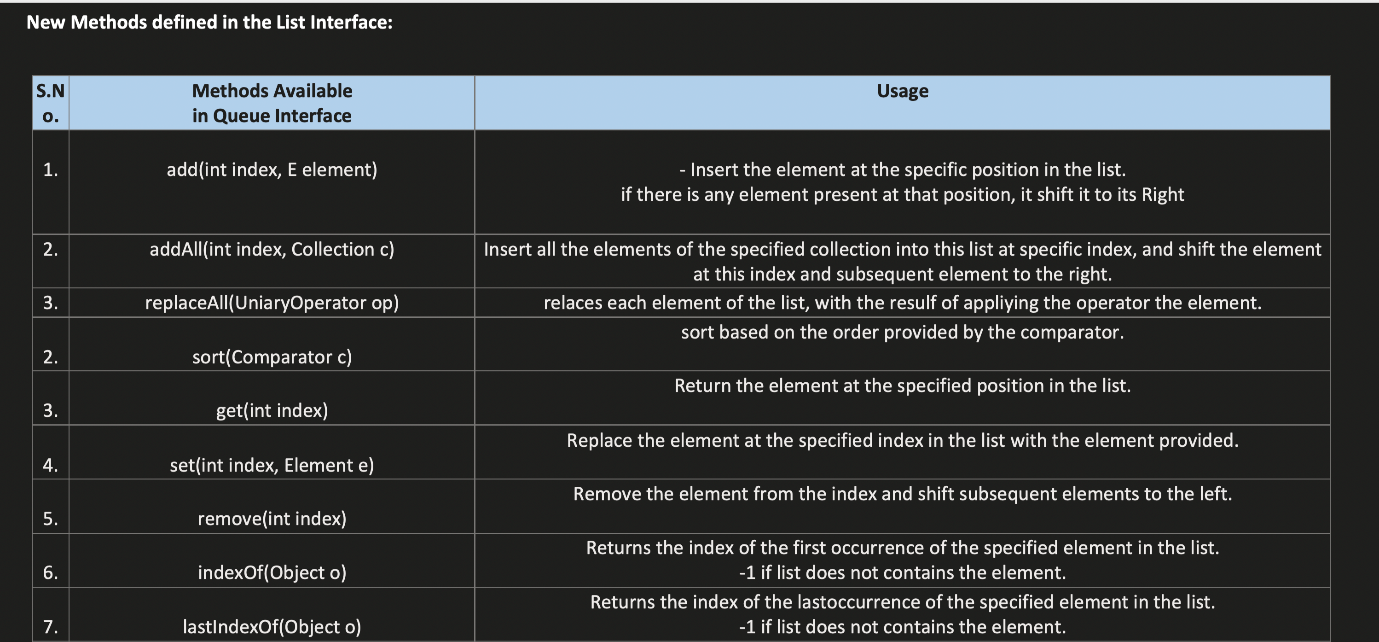 New Methods defined in the List Interface:
S.N
o.
Methods Available
in Queue Interface
Usage
1.
add(int index, E element)
- Insert the element at the specific position in the list.
if there is any element present at that position, it shift it to its Right
2.
addAll(int index, Collection c)
Insert all the elements of the specified collection into this list at specific index, and shift the element
at this index and subsequent element to the right.
3.
replaceAll(UniaryOperator op)
relaces each element of the list, with the resulf of appliying the operator the element.
2.
sort(Comparator c)
sort based on the order provided by the comparator.
3.
get(int index)
Return the element at the specified position in the list.
4.
set(int index, Element e)
Replace the element at the specified index in the list with the element provided.
5.
remove(int index)
Remove the element from the index and shift subsequent elements to the left.
6.
indexOf(Object o)
Returns the index of the first occurrence of the specified element in the list.
-1 if list does not contains the element.
7.
lastIndexOf(Object o)
Returns the index of the lastoccurrence of the specified element in the list.
-1 if list does not contains the element.